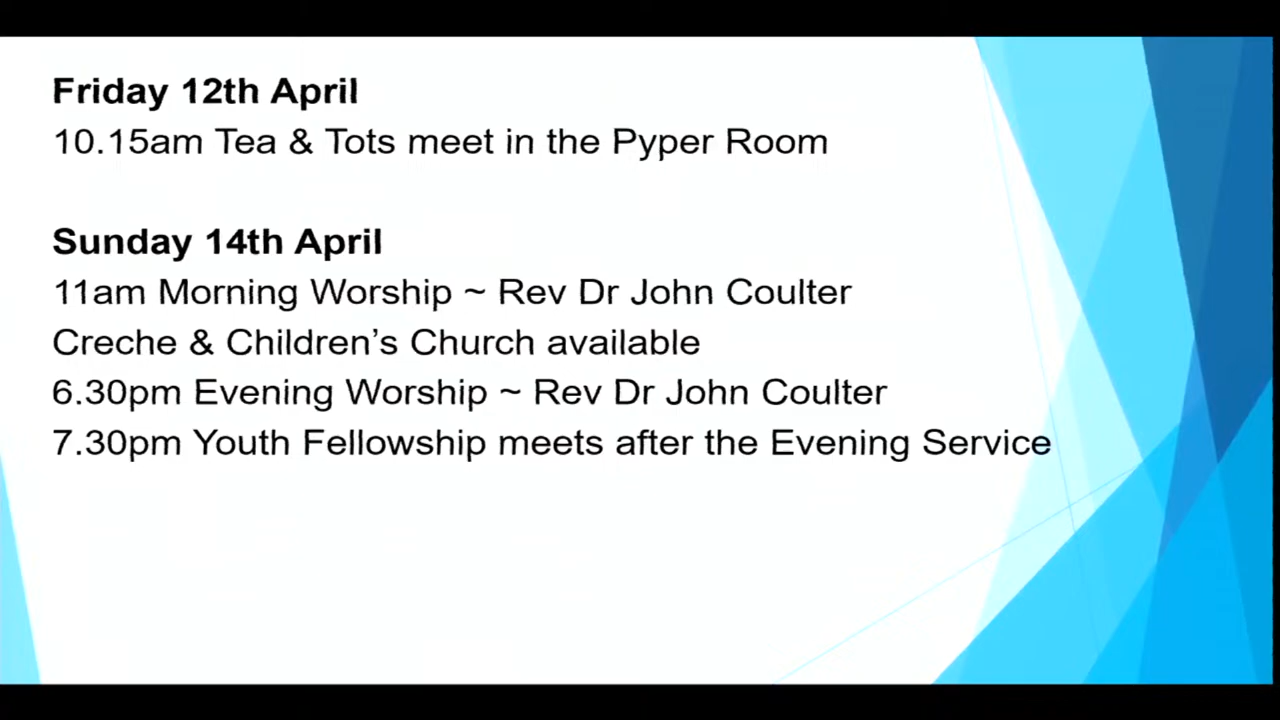 Friday 12th April
10.15am Tea & Tots meet in the Pyper Room
Sunday 14th April
11am Morning Worship ~ Rev Dr John Coulter
Creche & Children’s Church available
6.30pm Evening Worship ~ Rev Dr John Coulter
7.30pm Youth Fellowship meets after the Evening Service